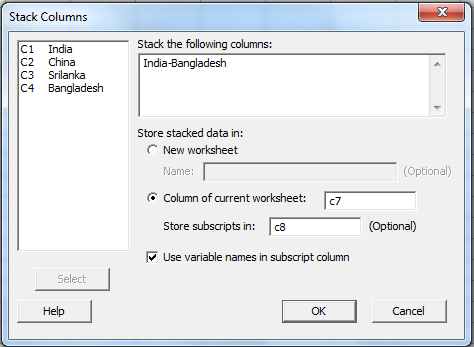 Stack Columns
C1 India
C2 China
C3 Srilanka
C4 Bangladesh
Stack the following columns:
India-Bangladesh
Store stacked data in:
New worksheet
Name: (Optional)
Column of current worksheet: c7
Store subscripts in: c8 (Optional)
Use variable names in subscript column
Select
Help OK Cancel